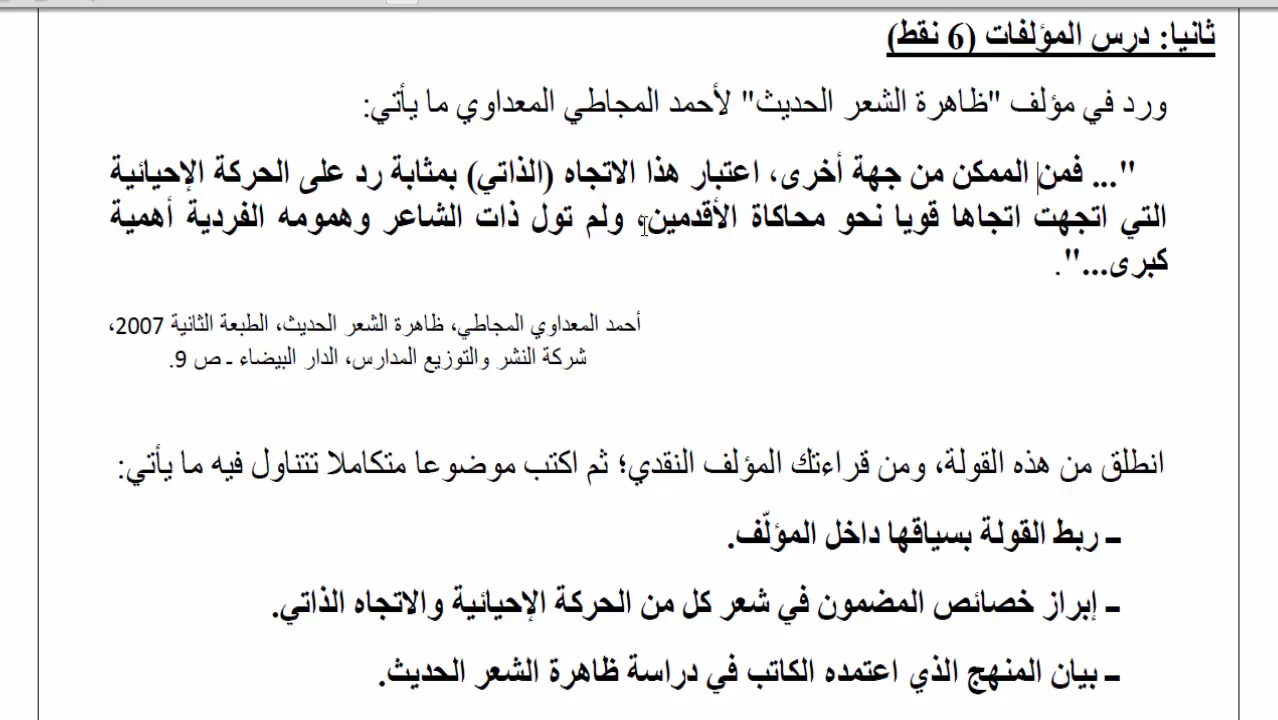 ثانيا: درس المؤلفات (6 نقط)
ورد في مؤلف "ظاهرة الشعر الحديث" لأحمد المجاطي المعداوي ما يأتي:
"... فمن الممكن من جهة أخرى، اعتبار هذا الاتجاه (الذاتي) بمثابة رد على الحركة الإحيائية
التي اتجهت اتجاها قويا نحو محاكاة الأقدمين، ولم تول ذات الشاعر وهمومه الفردية أهمية
كبرى...".
أحمد المعداوي المجاطي، ظاهرة الشعر الحديث، الطبعة الثانية 2007،
شركة النشر والتوزيع المدارس، الدار البيضاء ـ ص 9.
انطلق من هذه القولة، ومن قراءتك المؤلف النقدي؛ ثم اكتب موضوعا متكاملا تتناول فيه ما يأتي:
ـ ربط القولة بسياقها داخل المؤلّف.
ـ إبراز خصائص المضمون في شعر كل من الحركة الإحيائية والاتجاه الذاتي.
ـ بيان المنهج الذي اعتمده الكاتب في دراسة ظاهرة الشعر الحديث.